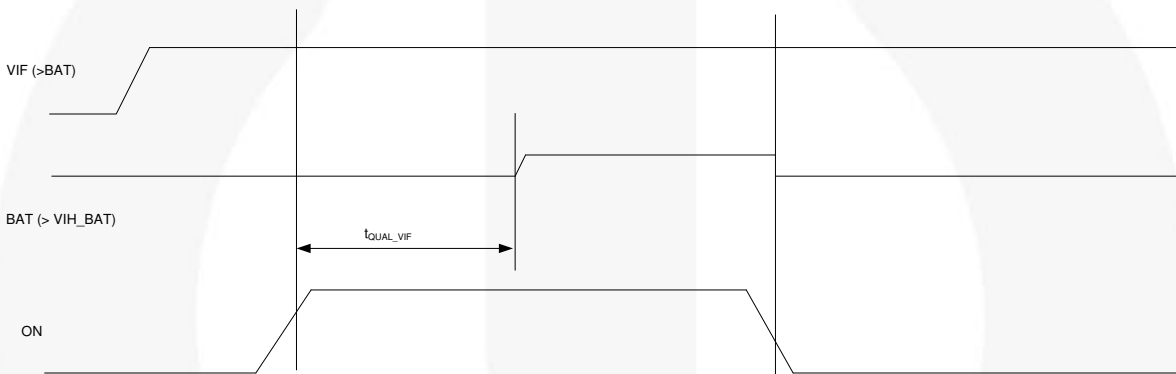 VIF (>BAT)
BAT (> VIH_BAT)
tQUAL_VIF
ON